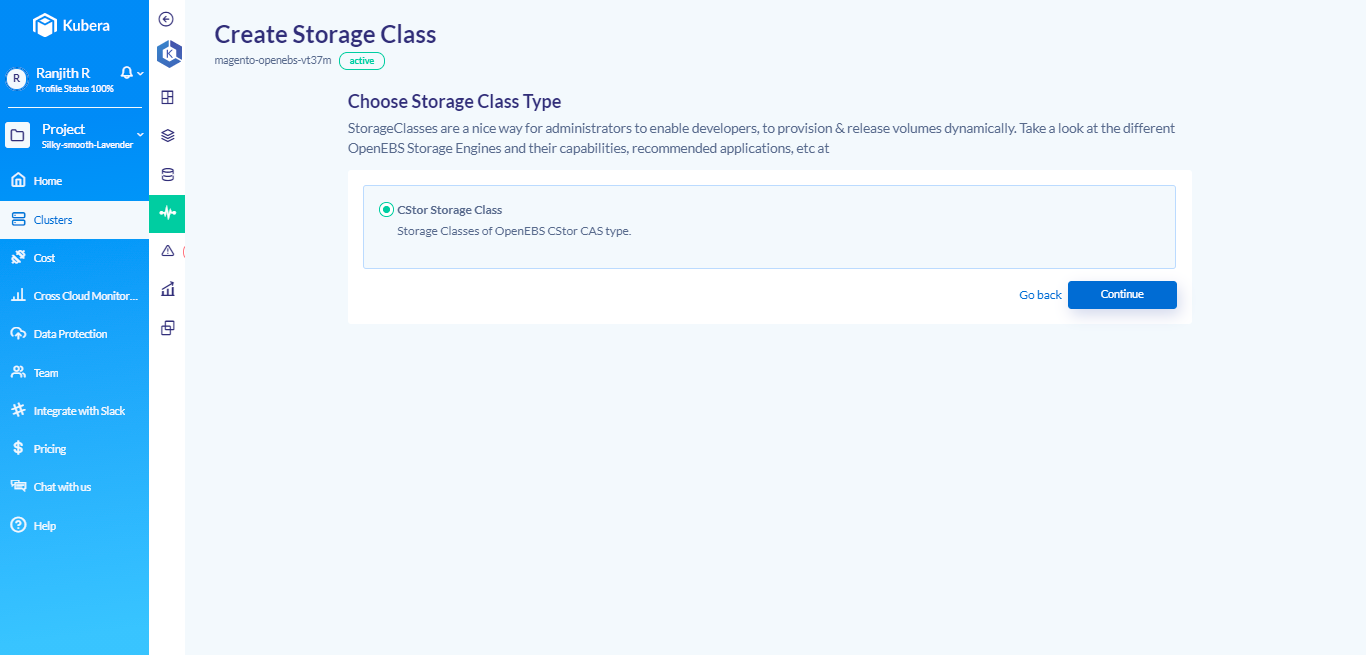 Kubera
R
Ranjith R
Profile Status 100%
Project
Silky-smooth-Lavender
Home
Clusters
Cost
Cross Cloud Monitor...
Data Protection
Team
Integrate with Slack
Pricing
Chat with us
Help
K
Create Storage Class
magento-openebs-vt37m active
Choose Storage Class Type
StorageClasses are a nice way for administrators to enable developers, to provision & release volumes dynamically. Take a look at the different
OpenEBS Storage Engines and their capabilities, recommended applications, etc at
CStor Storage Class
Storage Classes of OpenEBS CStor CAS type.
Go back Continue